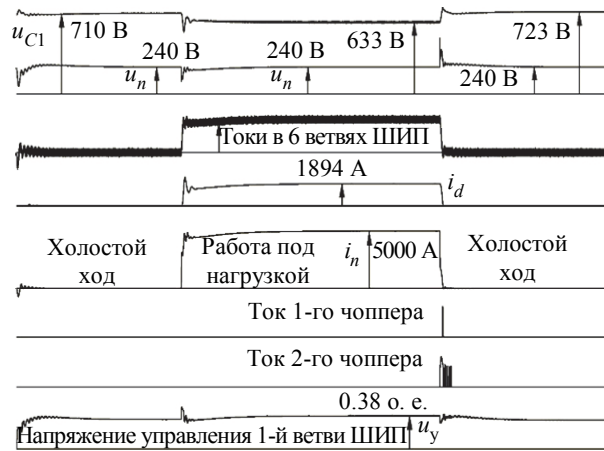 u_C1
710 В
240 В
u_n
240 В
u_n
633 В
723 В
240 В
Токи в 6 ветвях ШИП
1894 А
i_d
Холостой
ход
Работа под
нагрузкой
i_n
5000 А
Холостой
ход
Ток 1-го чоппера
Ток 2-го чоппера
0.38 о. е.
Напряжение управления 1-й ветви ШИП
u_y